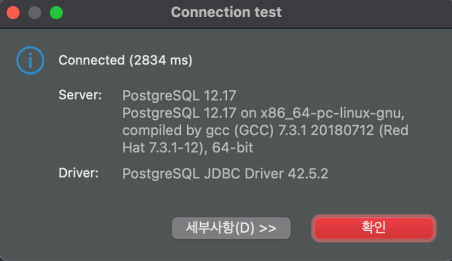 Connection test
Connected (2834 ms)
Server: PostgreSQL 12.17
PostgreSQL 12.17 on x86_64-pc-linux-gnu,
compiled by gcc (GCC) 7.3.1 20180712 (Red
Hat 7.3.1-12), 64-bit
Driver: PostgreSQL JDBC Driver 42.5.2
세부사항(D) >> 확인